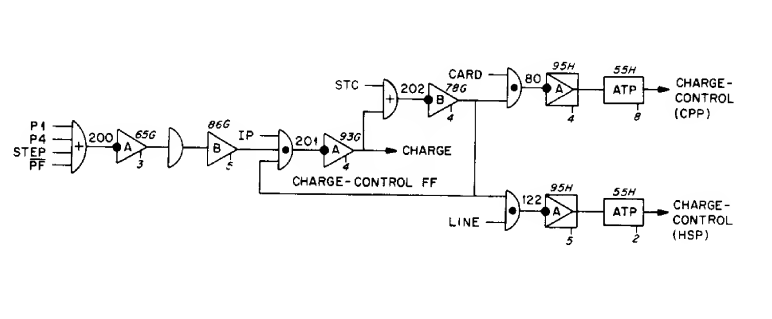 95H
55H
CARD
80
A
ATP
CHARGE-
CONTROL
(CPP)
4
8
STC
202
78G
+
B
4
P1
P4
STEP
PF
+
200
65G
A
3
86G
B
5
IP
201
93G
A
4
CHARGE
CHARGE-CONTROL FF
95H
55H
LINE
122
A
ATP
CHARGE-
CONTROL
(HSP)
5
2